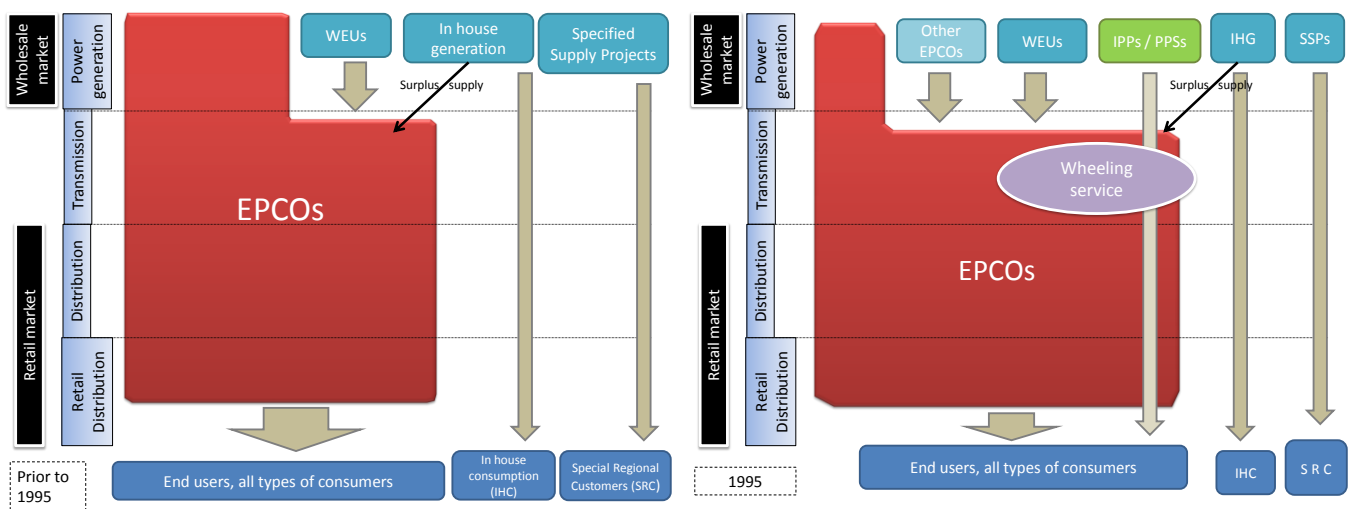 Wholesale
market
Power
generation
Transmission
Retail market
Distribution
Retail
Distribution
Prior to
1995
WEUs
In house
generation
Specified
Supply Projects
Surplus supply
EPCOs
End users, all types of consumers
In house
consumption
(IHC)
Special Regional
Customers (SRC)
Wholesale
market
Power
generation
Transmission
Retail market
Distribution
Retail
Distribution
1995
Other
EPCOs
WEUs
IPPs / PPSs
IHG
SSPs
Surplus supply
Wheeling
service
EPCOs
End users, all types of consumers
IHC
S R C